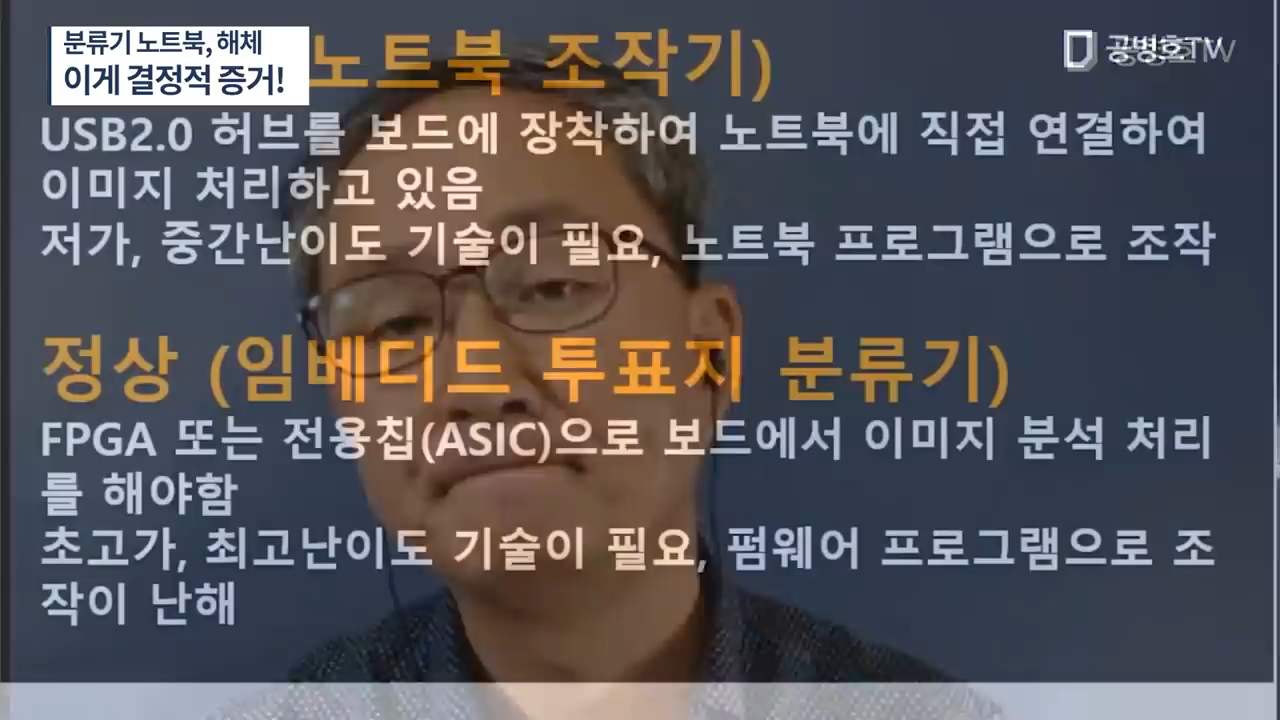 분류기 노트북, 해체
이게 결정적 증거!
노트북 조작기)
공병호TV
USB2.0 허브를 보드에 장착하여 노트북에 직접 연결하여
이미지 처리하고 있음
저가, 중간난이도 기술이 필요, 노트북 프로그램으로 조작
정상 (임베디드 투표지 분류기)
FPGA 또는 전용칩(ASIC)으로 보드에서 이미지 분석 처리
를 해야함
초고가, 최고난이도 기술이 필요, 펌웨어 프로그램으로 조
작이 난해